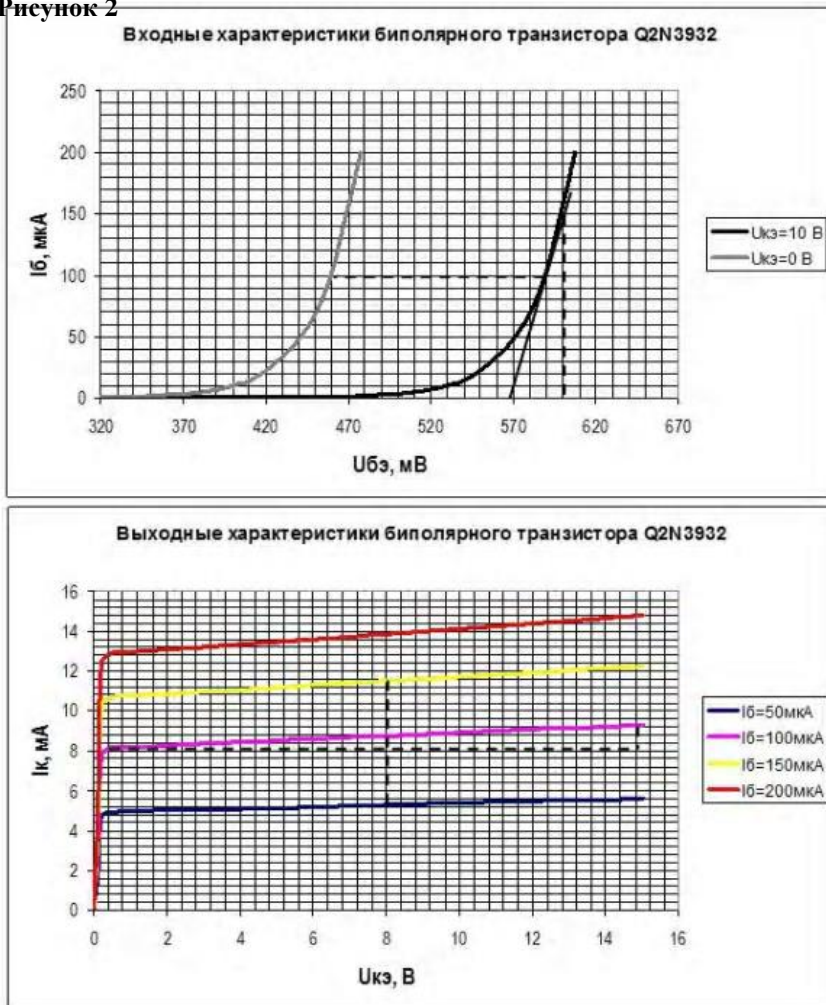 Рисунок 2
Входные характеристики биполярного транзистора Q2N3932
250
200
150
100
50
0
Iб, мкА
320 370 420 470 520 570 620 670
Uбэ, мВ
Uкэ=10 В
Uкэ=0 В
Выходные характеристики биполярного транзистора Q2N3932
16
14
12
10
8
6
4
2
0
Iк, мА
0 2 4 6 8 10 12 14 16
Uкэ, В
Iб=50мкА
Iб=100мкА
Iб=150мкА
Iб=200мкА